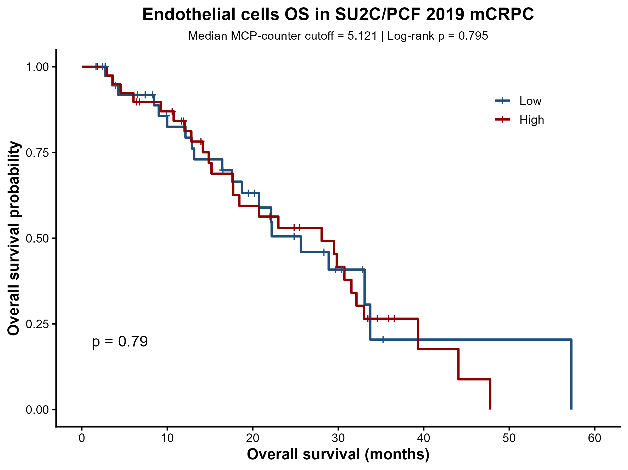 Endothelial cells OS in SU2C/PCF 2019 mCRPC
Median MCP-counter cutoff = 5.121 | Log-rank p = 0.795
Low
High
Overall survival probability
1.00
0.75
0.50
0.25
0.00
p = 0.79
0 10 20 30 40 50 60
Overall survival (months)